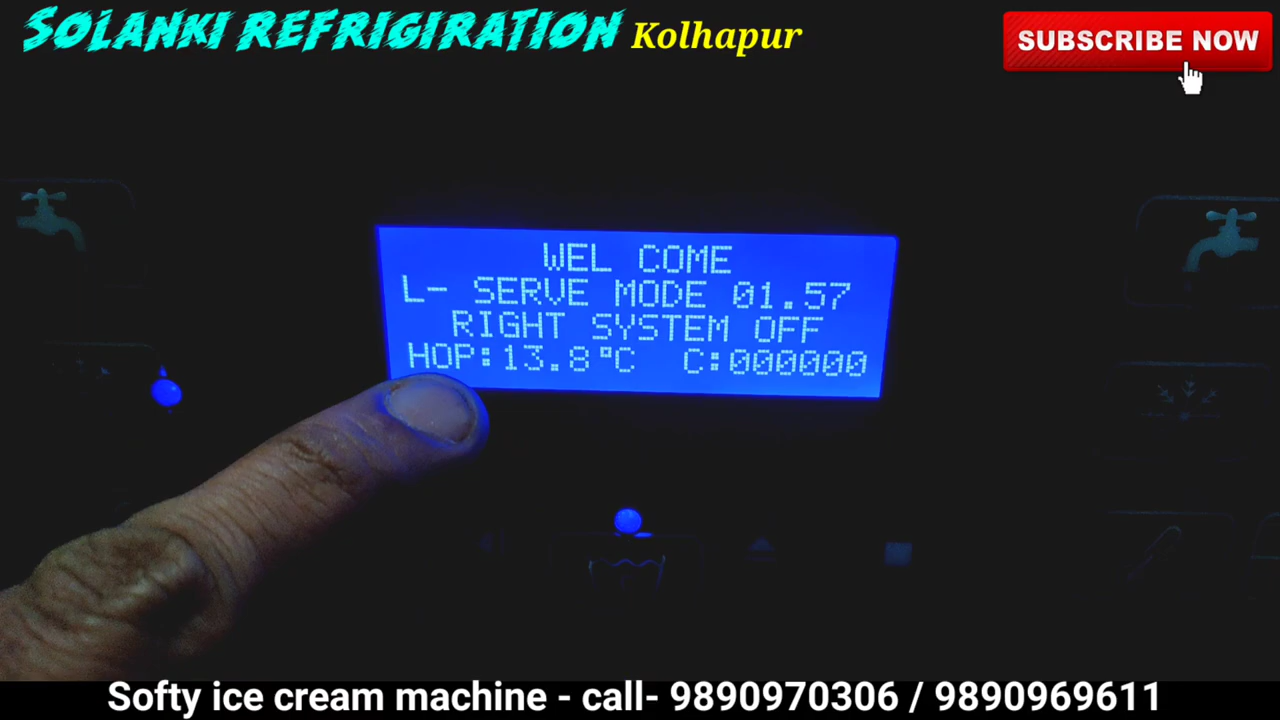 SOLANKI REFRIGIRATION Kolhapur
SUBSCRIBE NOW
WEL COME
L- SERVE MODE 01.57
RIGHT SYSTEM OFF
HOP:13.8°C C:000000
Softy ice cream machine - call- 9890970306 / 9890969611